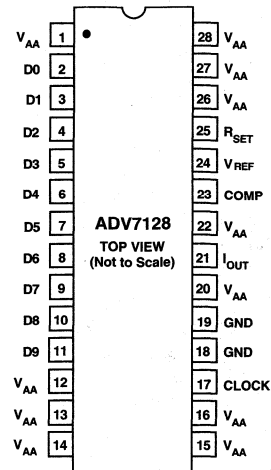 V_AA 1 28 V_AA
D0 2 27 V_AA
D1 3 26 V_AA
D2 4 25 R_SET
D3 5 24 V_REF
D4 6 23 COMP
D5 7 ADV7128 22 V_AA
TOP VIEW
D6 8 (Not to Scale) 21 I_OUT
D7 9 20 V_AA
D8 10 19 GND
D9 11 18 GND
V_AA 12 17 CLOCK
V_AA 13 16 V_AA
V_AA 14 15 V_AA